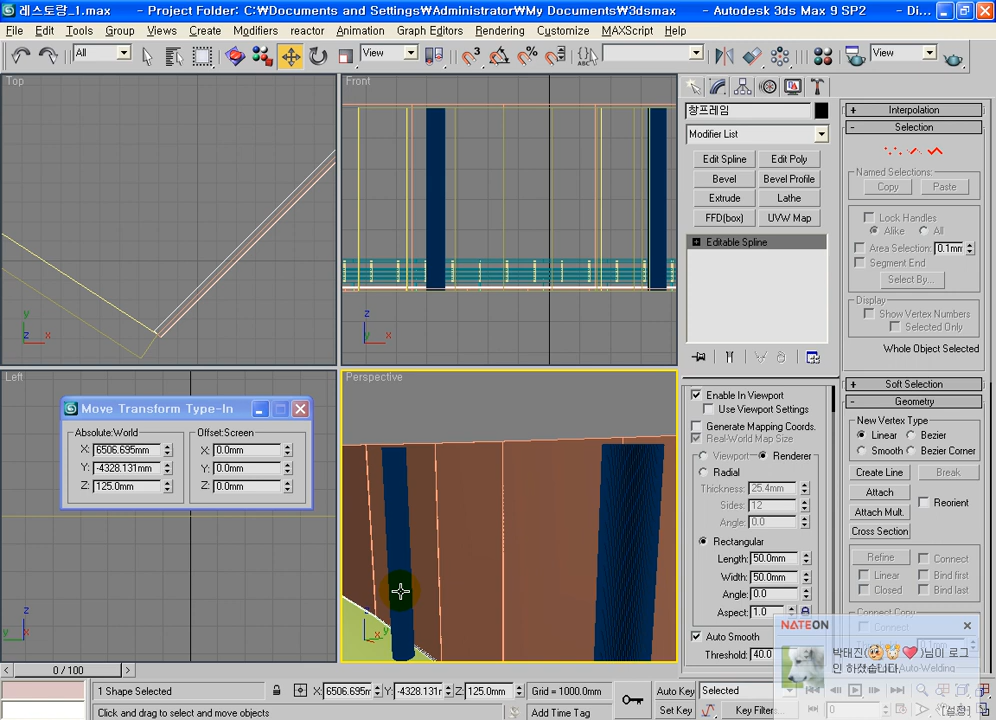 레스토랑_1.max - Project Folder: C:₩Documents and Settings₩Administrator₩My Documents₩3dsmax - Autodesk 3ds Max 9 SP2 - Di...
File Edit Tools Group Views Create Modifiers reactor Animation Graph Editors Rendering Customize MAXScript Help
All View View
Top
Front
Left
Perspective
창프레임
Modifier List
Edit Spline Edit Poly
Bevel Bevel Profile
Extrude Lathe
FFD(box) UVW Map
Editable Spline
Interpolation
Selection
Named Selections:
Copy Paste
Lock Handles
Alike All
Area Selection: 0.1mm
Segment End
Select By...
Display
Show Vertex Numbers
Selected Only
Whole Object Selected
Soft Selection
Geometry
New Vertex Type
Linear Bezier
Smooth Bezier Corner
Create Line Break
Attach Reorient
Attach Mult.
Cross Section
Refine Connect
Linear Bind first
Closed Bind last
Connect Copy
Enable In Viewport
Use Viewport Settings
Generate Mapping Coords.
Real-World Map Size
Viewport Renderer
Radial
Thickness: 25.4mm
Sides: 12
Angle: 0.0
Rectangular
Length: 50.0mm
Width: 50.0mm
Angle: 0.0
Aspect: 1.0
Auto Smooth
Threshold: 40.0
Move Transform Type-In
Absolute:World Offset:Screen
X: 6506.695mm X: 0.0mm
Y: -4328.131mm Y: 0.0mm
Z: 125.0mm Z: 0.0mm
NATEON
박태진( )님이 로그
인 하셨습니다.
[설정]
0 / 100
1 Shape Selected X: 6506.695r Y: -4328.131r Z: 125.0mm Grid = 1000.0mm Auto Key Selected
Click and drag to select and move objects Add Time Tag Set Key Key Filters... 0